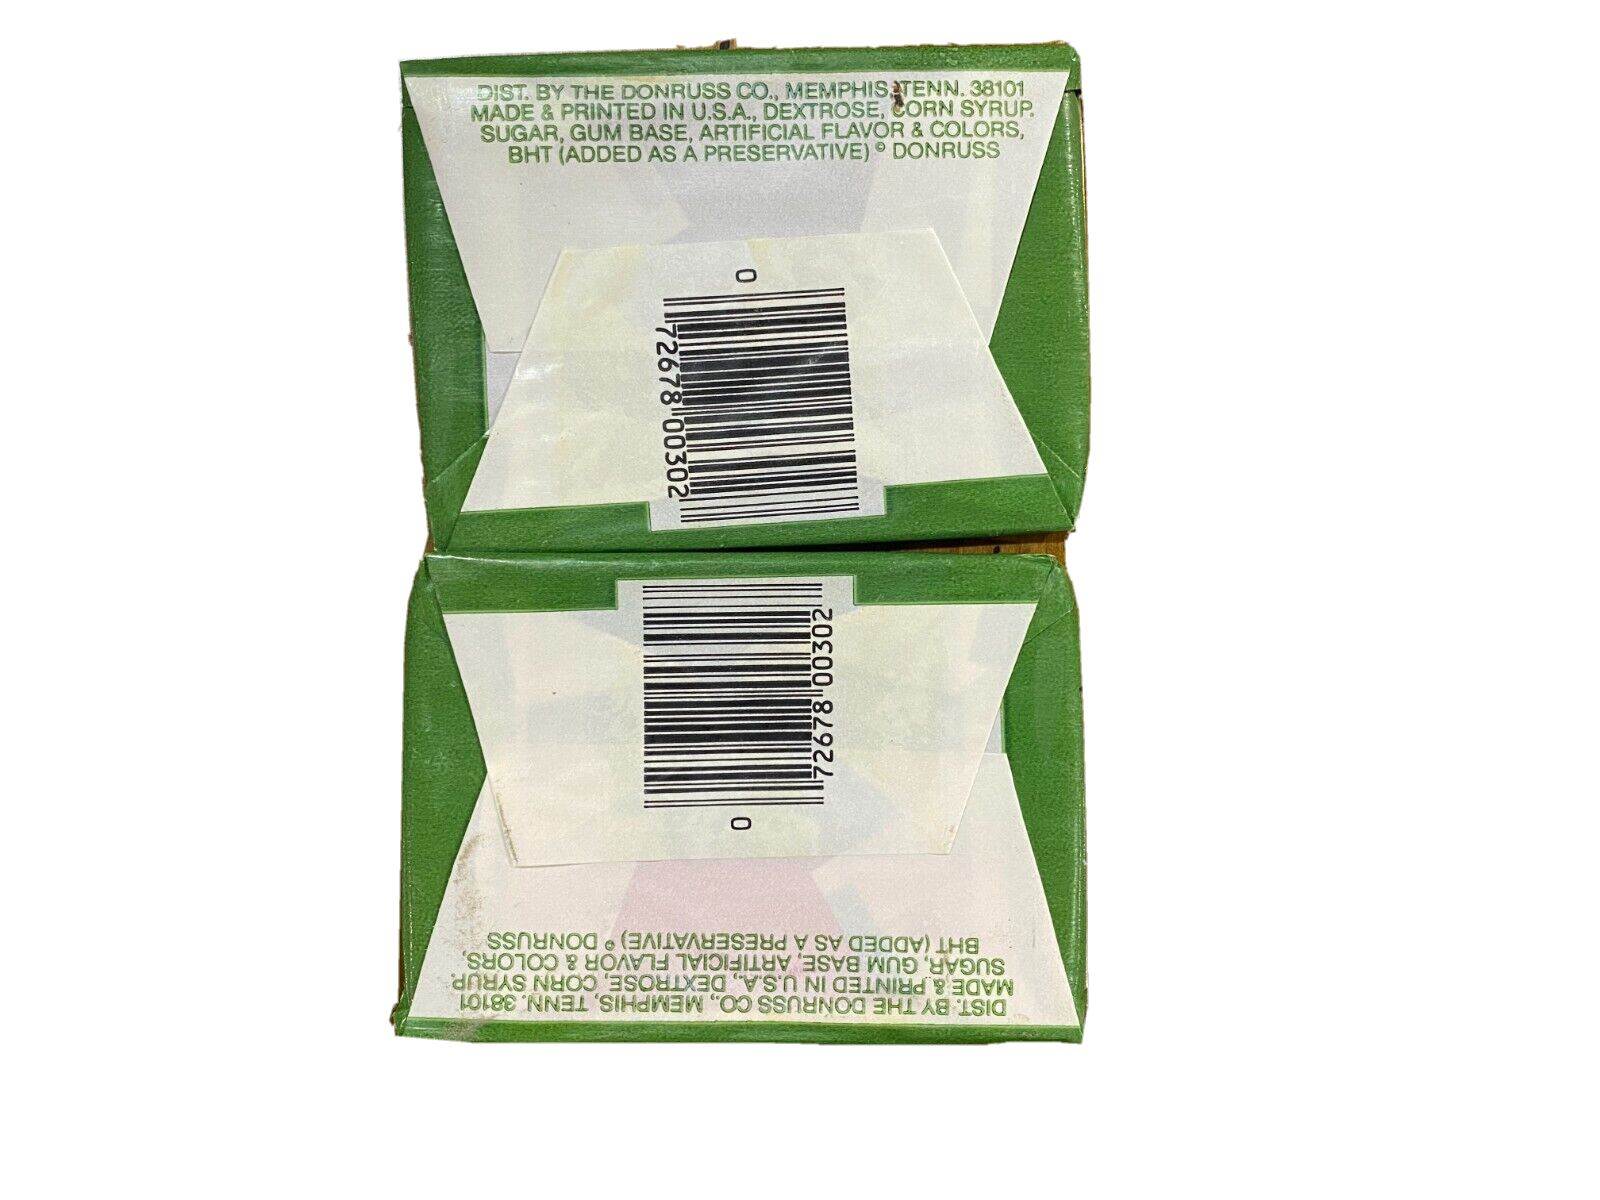 DIST. BY THE DONRUSS CO., MEMPHIS, TENN. 38101
MADE & PRINTED IN U.S.A., DEXTROSE, CORN SYRUP.
SUGAR, GUM BASE, ARTIFICIAL FLAVOR & COLORS,
BHT (ADDED AS A PRESERVATIVE) © DONRUSS
0
72678 00302
72678 00302
0
DIST. BY THE DONRUSS CO., MEMPHIS, TENN. 38101
MADE & PRINTED IN U.S.A., DEXTROSE, CORN SYRUP.
SUGAR, GUM BASE, ARTIFICIAL FLAVOR & COLORS,
BHT (ADDED AS A PRESERVATIVE) © DONRUSS